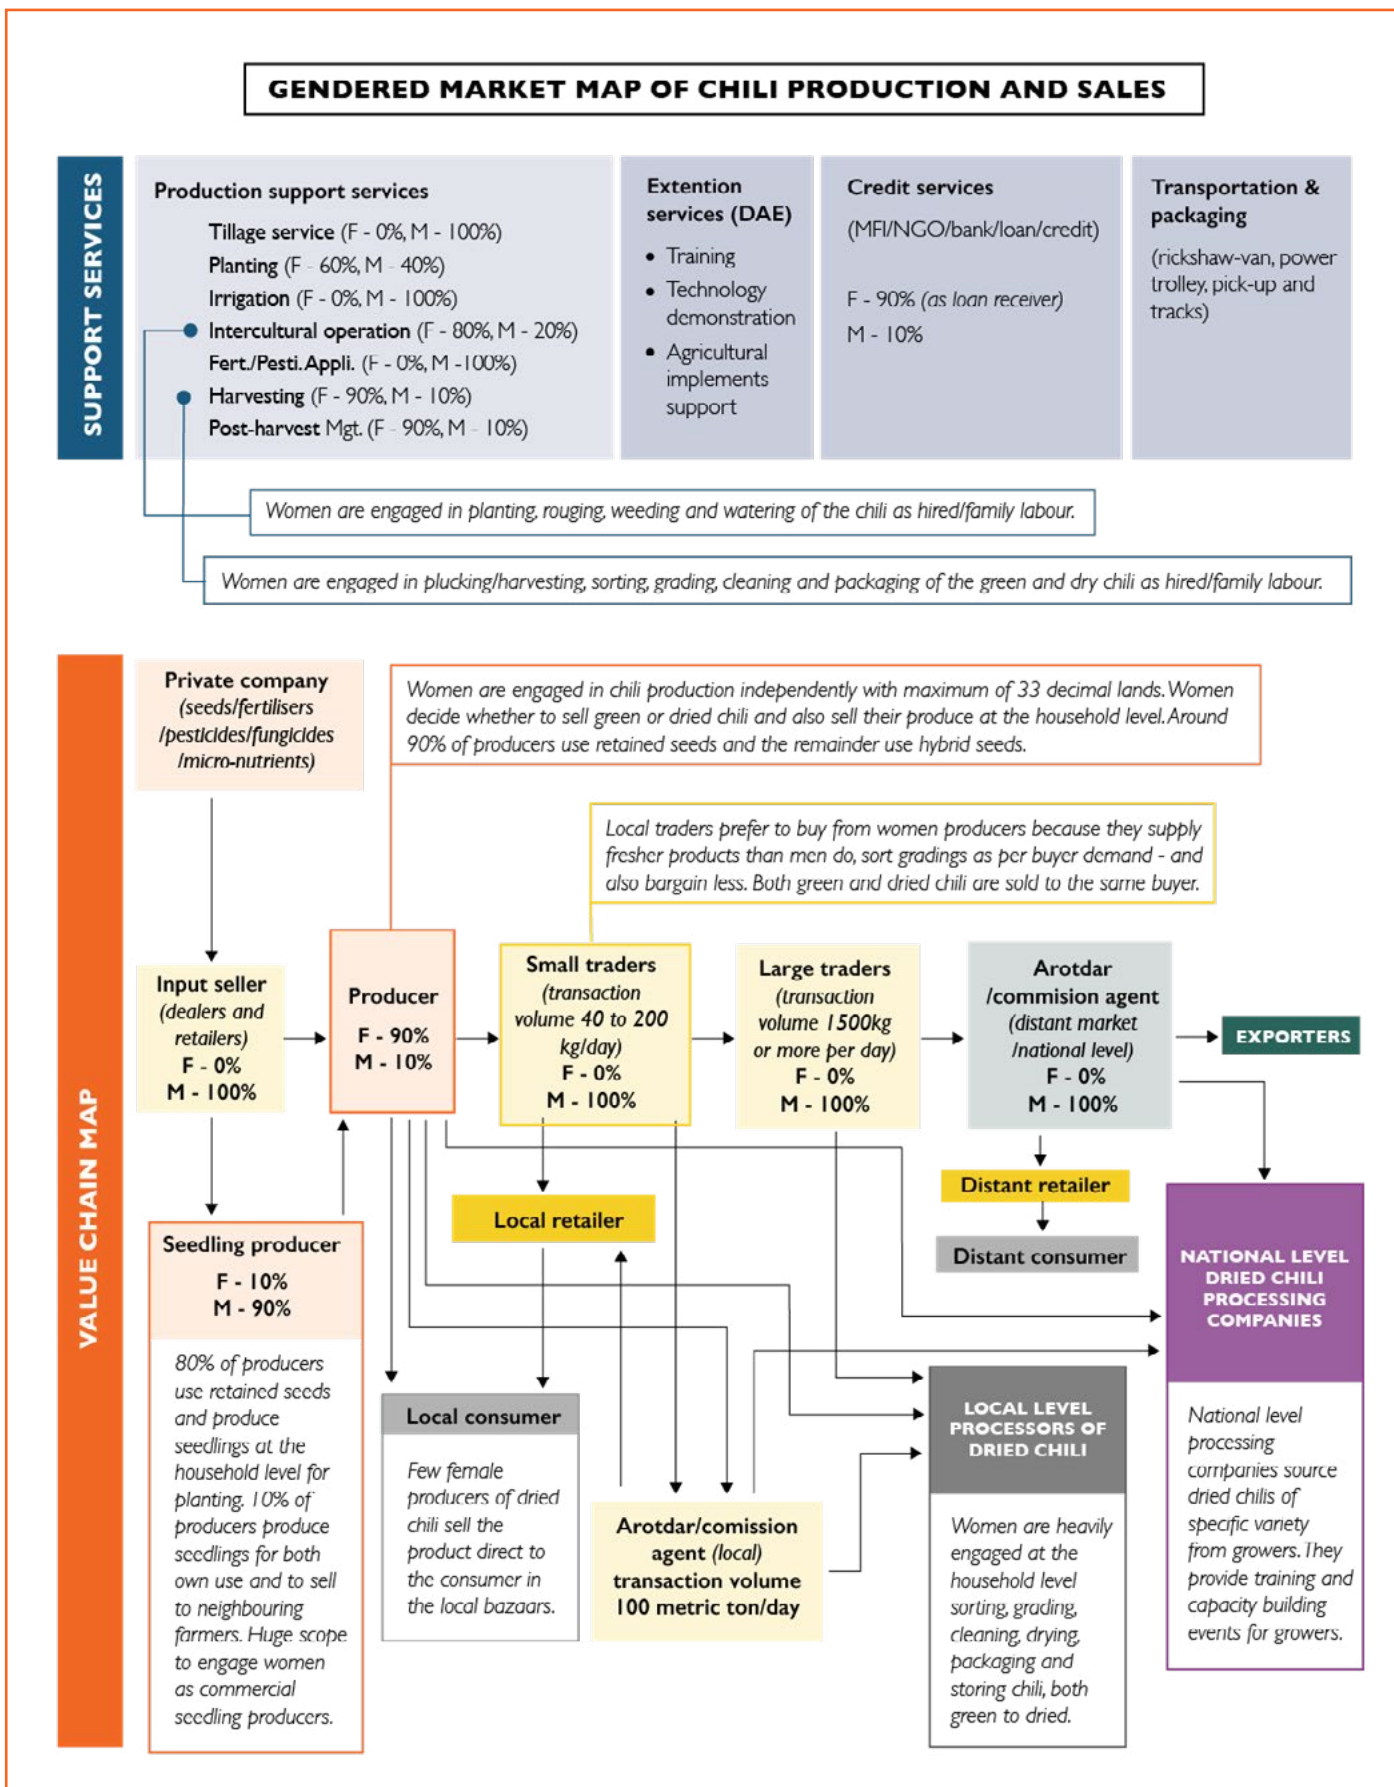 GENDERED MARKET MAP OF CHILI PRODUCTION AND SALES
SUPPORT SERVICES
Production support services
Tillage service (F - 0%, M - 100%)
Planting (F - 60%, M - 40%)
Irrigation (F - 0%, M - 100%)
Intercultural operation (F - 80%, M - 20%)
Fert./Pesti. Appli. (F - 0%, M -100%)
Harvesting (F - 90%, M - 10%)
Post-harvest Mgt. (F - 90%, M - 10%)
Extention
services (DAE)
• Training
• Technology
demonstration
• Agricultural
implements
support
Credit services
(MFI/NGO/bank/loan/credit)
F - 90% (as loan receiver)
M - 10%
Transportation &
packaging
(rickshaw-van, power
trolley, pick-up and
tracks)
Women are engaged in planting, rouging, weeding and watering of the chili as hired/family labour.
Women are engaged in plucking/harvesting, sorting, grading, cleaning and packaging of the green and dry chili as hired/family labour.
VALUE CHAIN MAP
Private company
(seeds/fertilisers
/pesticides/fungicides
/micro-nutrients)
Women are engaged in chili production independently with maximum of 33 decimal lands. Women
decide whether to sell green or dried chili and also sell their produce at the household level. Around
90% of producers use retained seeds and the remainder use hybrid seeds.
Local traders prefer to buy from women producers because they supply
fresher products than men do, sort gradings as per buyer demand - and
also bargain less. Both green and dried chili are sold to the same buyer.
Input seller
(dealers and
retailers)
F - 0%
M - 100%
Producer
F - 90%
M - 10%
Small traders
(transaction
volume 40 to 200
kg/day)
F - 0%
M - 100%
Large traders
(transaction
volume 1500kg
or more per day)
F - 0%
M - 100%
Arotdar
/commision agent
(distant market
/national level)
F - 0%
M - 100%
EXPORTERS
Distant retailer
Distant consumer
Local retailer
Seedling producer
F - 10%
M - 90%
80% of producers
use retained seeds
and produce
seedlings at the
household level for
planting. 10% of
producers produce
seedlings for both
own use and to sell
to neighbouring
farmers. Huge scope
to engage women
as commercial
seedling producers.
Local consumer
Few female
producers of dried
chili sell the
product direct to
the consumer in
the local bazaars.
Arotdar/comission
agent (local)
transaction volume
100 metric ton/day
LOCAL LEVEL
PROCESSORS OF
DRIED CHILI
Women are heavily
engaged at the
household level
sorting, grading,
cleaning, drying,
packaging and
storing chili, both
green to dried.
NATIONAL LEVEL
DRIED CHILI
PROCESSING
COMPANIES
National level
processing
companies source
dried chilis of
specific variety
from growers. They
provide training and
capacity building
events for growers.